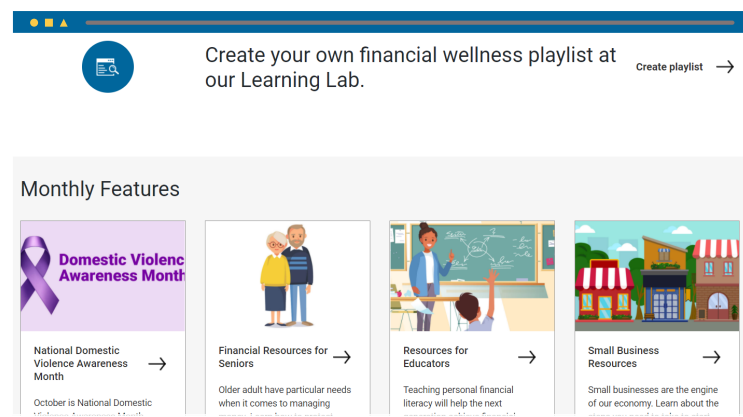 Create your own financial wellness playlist at
our Learning Lab.
Create playlist
Monthly Features
Domestic Violenc
Awareness Month
National Domestic
Violence Awareness
Month
October is National Domestic
Financial Resources for
Seniors
Older adult have particular needs
when it comes to managing
Resources for
Educators
Teaching personal financial
literacy will help the next
Small Business
Resources
Small businesses are the engine
of our economy. Learn about the